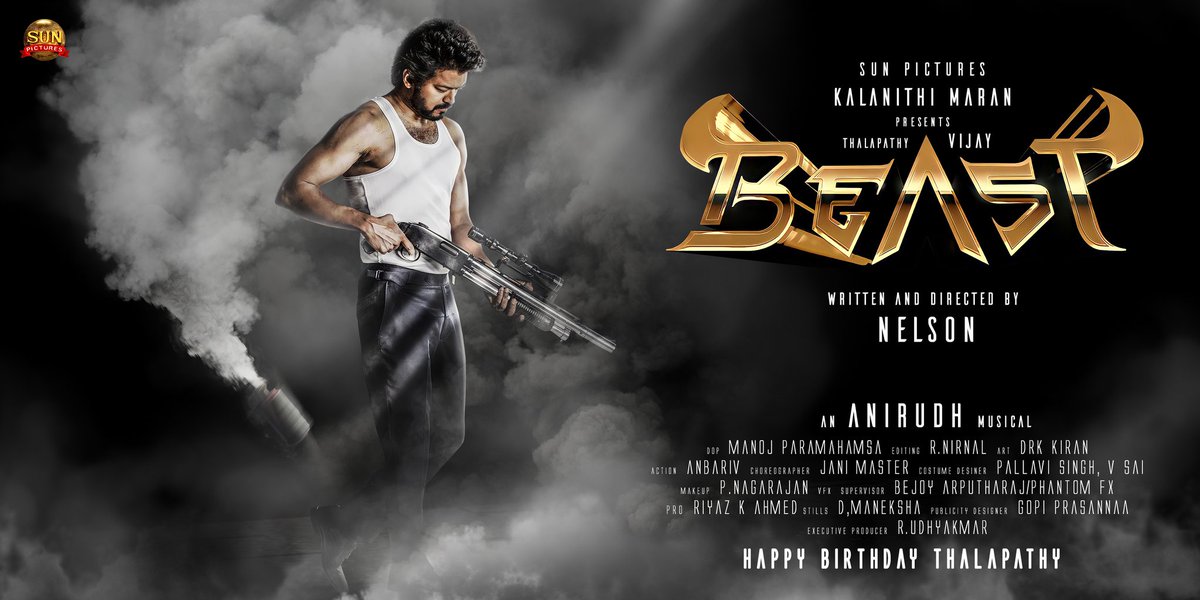 SUN
PICTURES
SUN PICTURES
KALANITHI MARAN
PRESENTS
THALAPATHY VIJAY
BEAST
WRITTEN AND DIRECTED BY
NELSON
AN ANIRUDH MUSICAL
DOP MANOJ PARAMAHAMSA EDITING R.NIRNAL ART DRK KIRAN
ACTION ANBARIV CHOREOGRAPHER JANI MASTER COSTUME DESINER PALLAVI SINGH, V SAI
MAKEUP P.NAGARAJAN VFX SUPERVISOR BEJOY ARPUTHARAJ/PHANTOM FX
PRO RIYAZ K AHMED STILLS D,MANEKSHA PUBLICITY DESIGNER GOPI PRASANNAA
EXECUTIVE PRODUCER R.UDHYAKMAR
HAPPY BIRTHDAY THALAPATHY